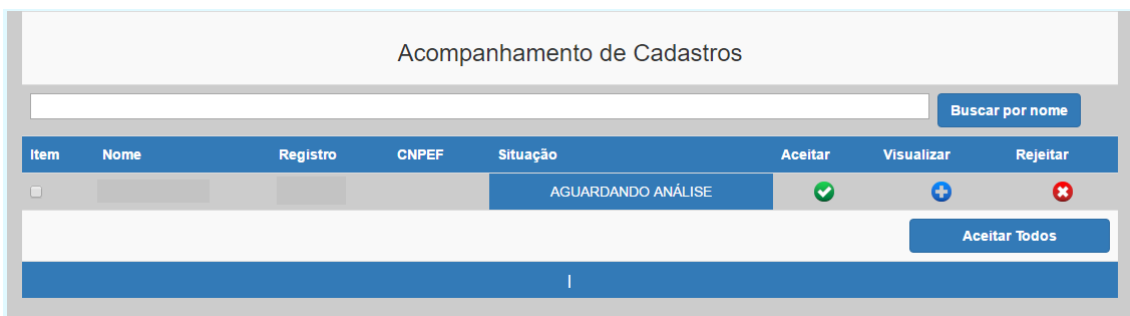 Acompanhamento de Cadastros
Buscar por nome
Item Nome Registro CNPEF Situação Aceitar Visualizar Rejeitar
AGUARDANDO ANÁLISE
Aceitar Todos
|